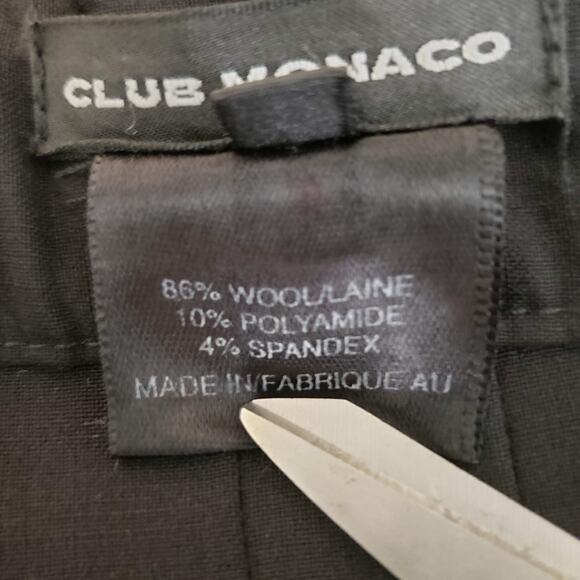 CLUB MONACO
86% WOOL/LAINE
10% POLYAMIDE
4% SPANDEX
MADE IN/FABRIQUE AU